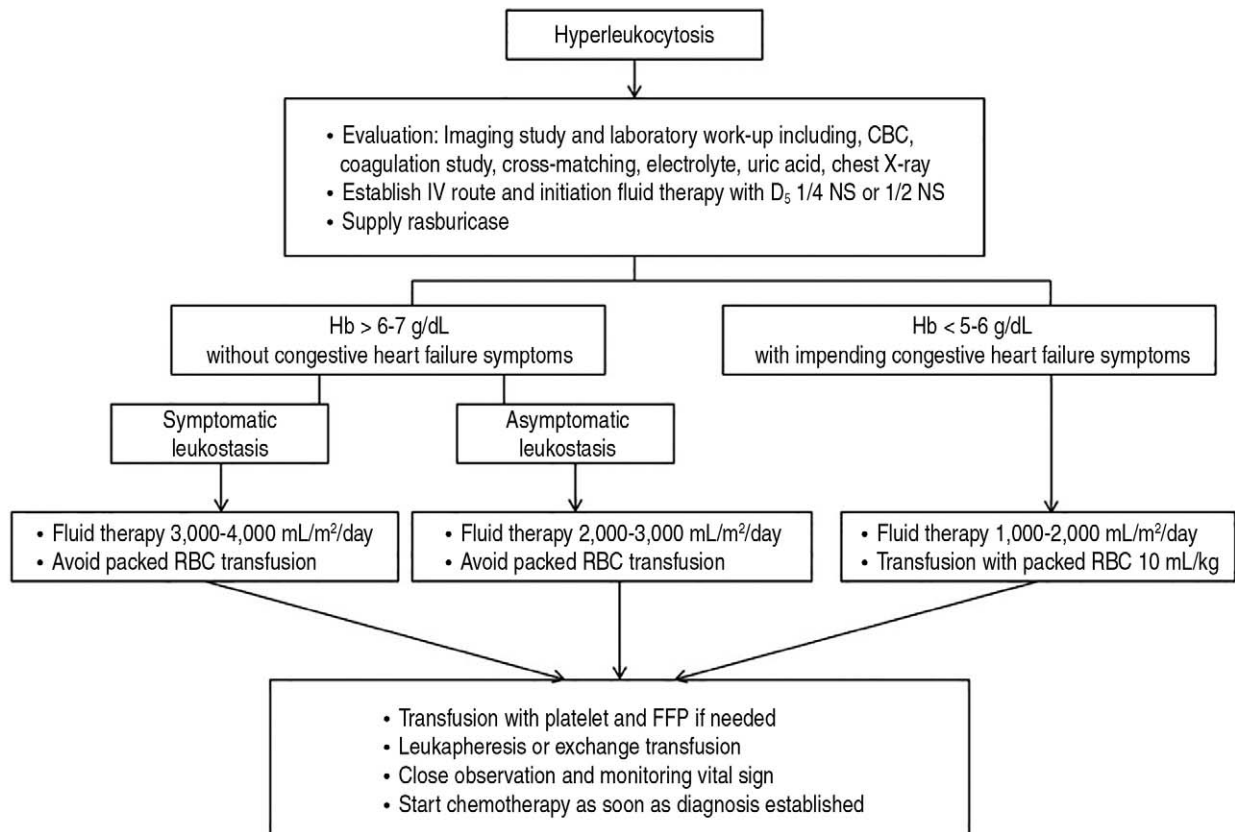 Hyperleukocytosis
• Evaluation: Imaging study and laboratory work-up including, CBC,
coagulation study, cross-matching, electrolyte, uric acid, chest X-ray
• Establish IV route and initiation fluid therapy with D₅ 1/4 NS or 1/2 NS
• Supply rasburicase
Hb > 6-7 g/dL
without congestive heart failure symptoms
Hb < 5-6 g/dL
with impending congestive heart failure symptoms
Symptomatic
leukostasis
Asymptomatic
leukostasis
• Fluid therapy 3,000-4,000 mL/m²/day
• Avoid packed RBC transfusion
• Fluid therapy 2,000-3,000 mL/m²/day
• Avoid packed RBC transfusion
• Fluid therapy 1,000-2,000 mL/m²/day
• Transfusion with packed RBC 10 mL/kg
• Transfusion with platelet and FFP if needed
• Leukapheresis or exchange transfusion
• Close observation and monitoring vital sign
• Start chemotherapy as soon as diagnosis established